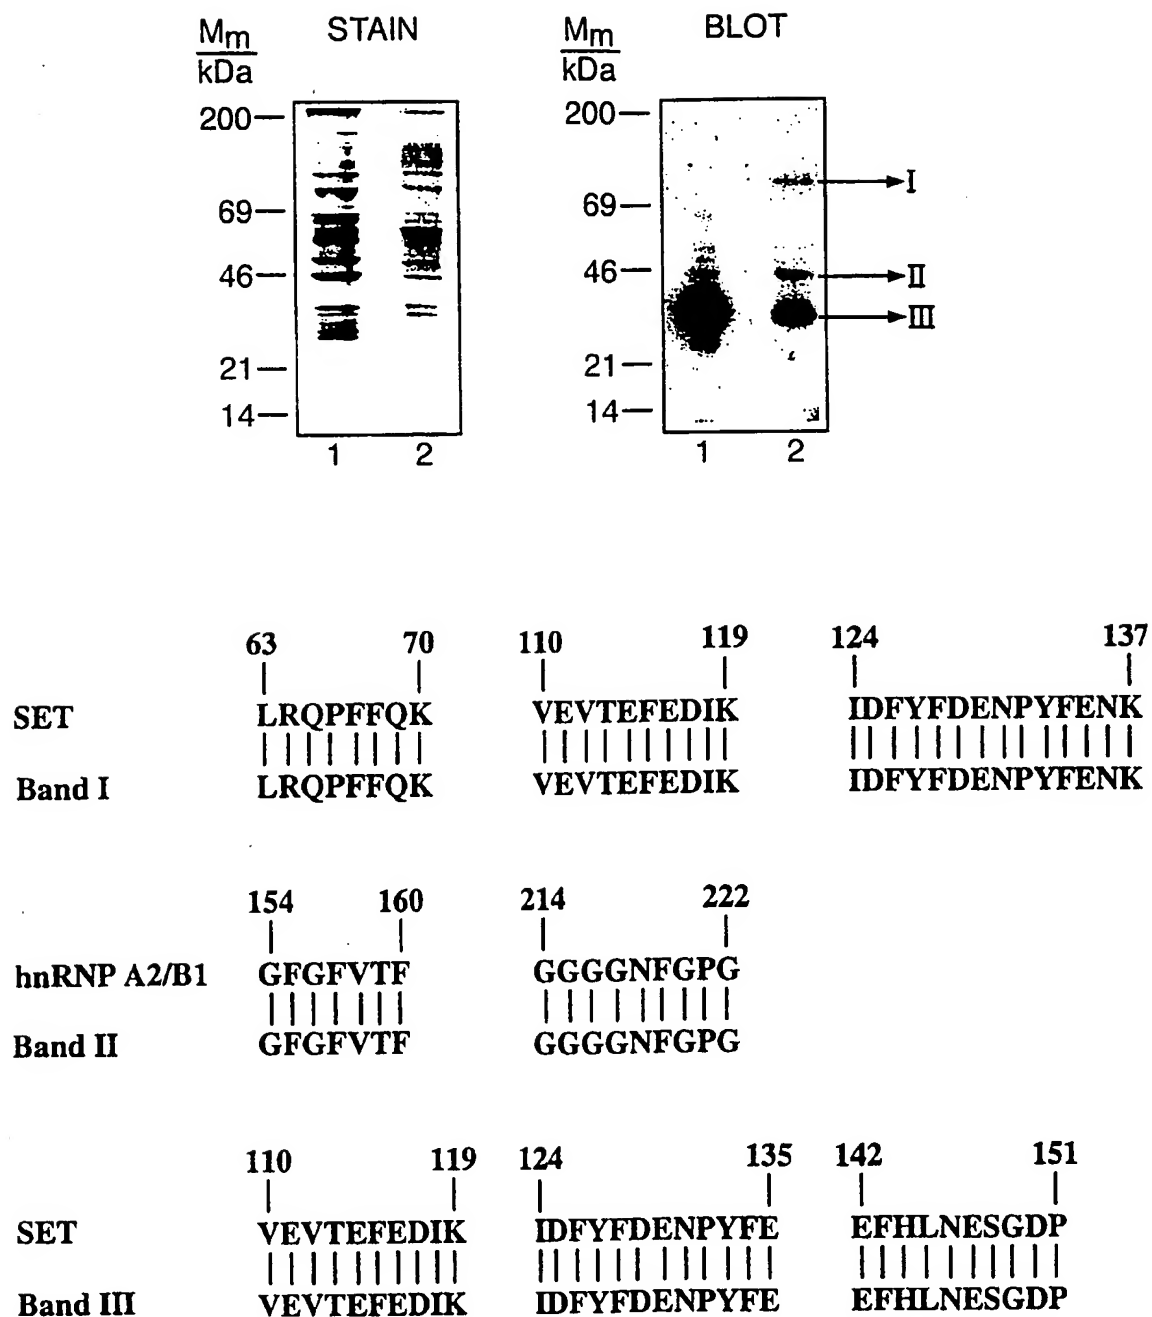 Mm STAIN Mm BLOT
kDa kDa
200 200
I
69 69
46 46 II
III
21 21
14 14
1 2 1 2
63 70 110 119 124 137
SET LRQPFFQK VEVTEFEDIK IDFYFDENPYFENK
Band I LRQPFFQK VEVTEFEDIK IDFYFDENPYFENK
154 160 214 222
hnRNP A2/B1 GFGFVTF GGGGNFGPG
Band II GFGFVTF GGGGNFGPG
110 119 124 135 142 151
SET VEVTEFEDIK IDFYFDENPYFE EFHLNESGDP
Band III VEVTEFEDIK IDFYFDENPYFE EFHLNESGDP